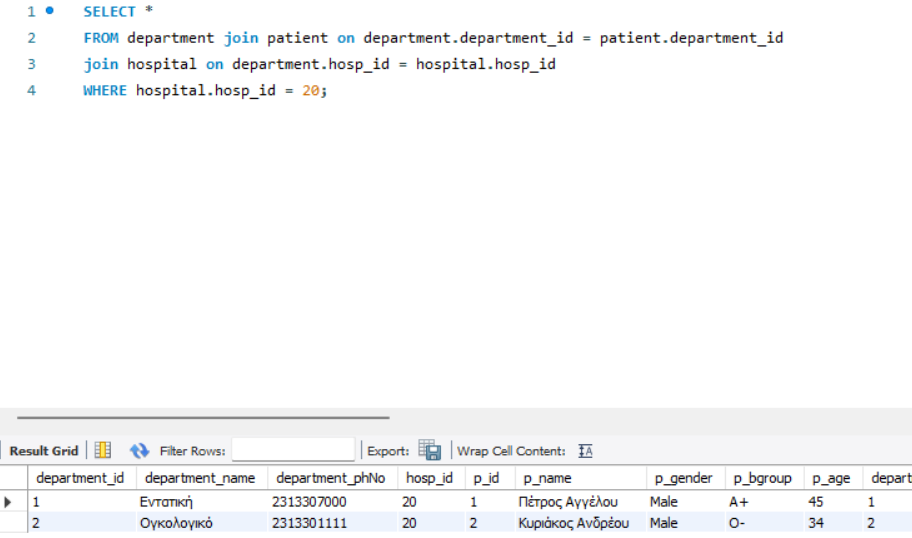 1 SELECT *
2 FROM department join patient on department.department_id = patient.department_id
3 join hospital on department.hosp_id = hospital.hosp_id
4 WHERE hospital.hosp_id = 20;
Result Grid Filter Rows: Export: Wrap Cell Content: IA
department_id department_name department_phNo hosp_id p_id p_name p_gender p_bgroup p_age depart
1 Εντατική 2313307000 20 1 Πέτρος Αγγέλου Male A+ 45 1
2 Ογκολογικό 2313301111 20 2 Κυριάκος Ανδρέου Male O- 34 2